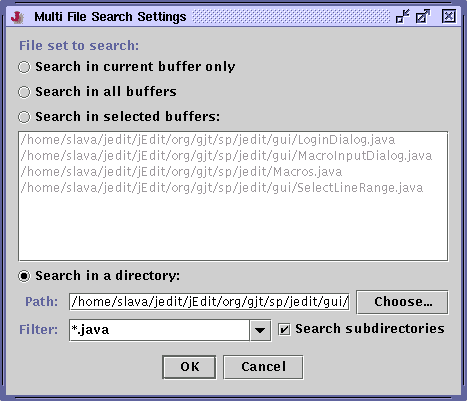 Multi File Search Settings
File set to search:
Search in current buffer only
Search in all buffers
Search in selected buffers:
/home/slava/jedit/jEdit/org/gjt/sp/jedit/gui/LoginDialog.java
/home/slava/jedit/jEdit/org/gjt/sp/jedit/gui/MacroInputDialog.java
/home/slava/jedit/jEdit/org/gjt/sp/jedit/Macros.java
/home/slava/jedit/jEdit/org/gjt/sp/jedit/gui/SelectLineRange.java
Search in a directory:
Path: /home/slava/jedit/jEdit/org/gjt/sp/jedit/gui/ Choose...
Filter: *.java Search subdirectories
OK Cancel